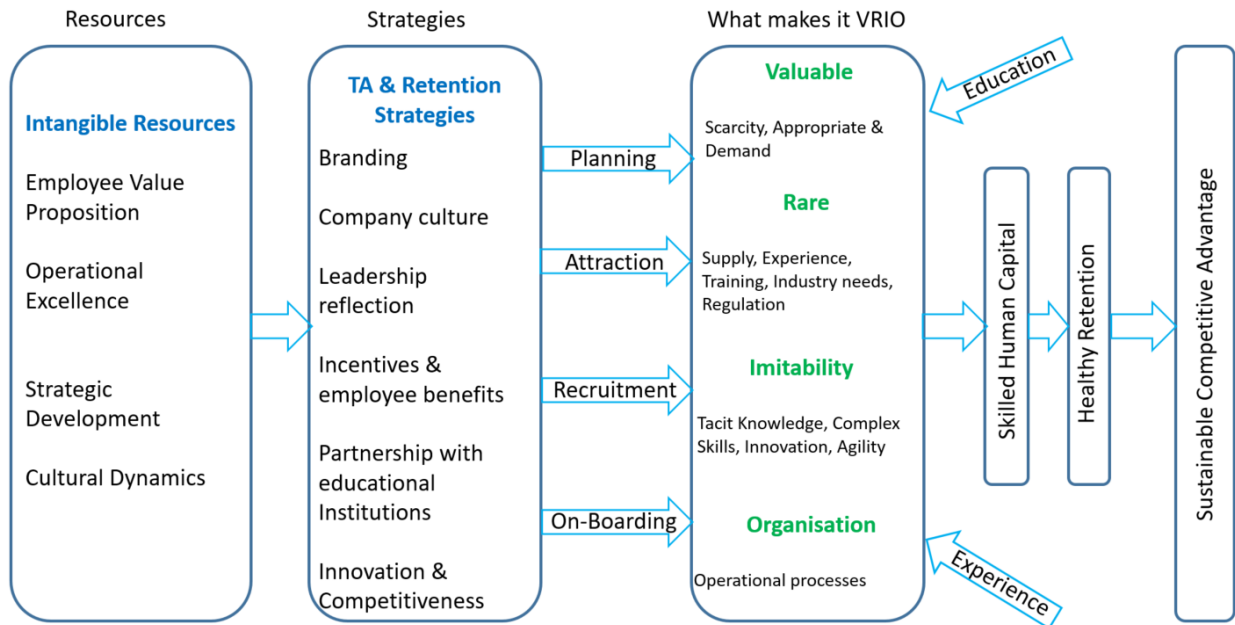 Resources
Strategies
What makes it VRIO
Intangible Resources
Employee Value
Proposition
Operational
Excellence
Strategic
Development
Cultural Dynamics
TA & Retention
Strategies
Branding
Company culture
Leadership
reflection
Incentives &
employee benefits
Partnership with
educational
Institutions
Innovation &
Competitiveness
Planning
Attraction
Recruitment
On-Boarding
Valuable
Scarcity, Appropriate &
Demand
Rare
Supply, Experience,
Training, Industry needs,
Regulation
Imitability
Tacit Knowledge, Complex
Skills, Innovation, Agility
Organisation
Operational processes
Education
Experience
Skilled Human Capital
Healthy Retention
Sustainable Competitive Advantage